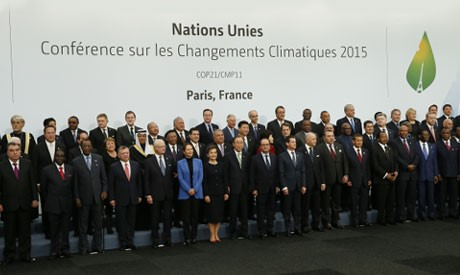 Nations Unies
Conférence sur les Changements Climatiques 2015
COP21/CMP11
Paris, France